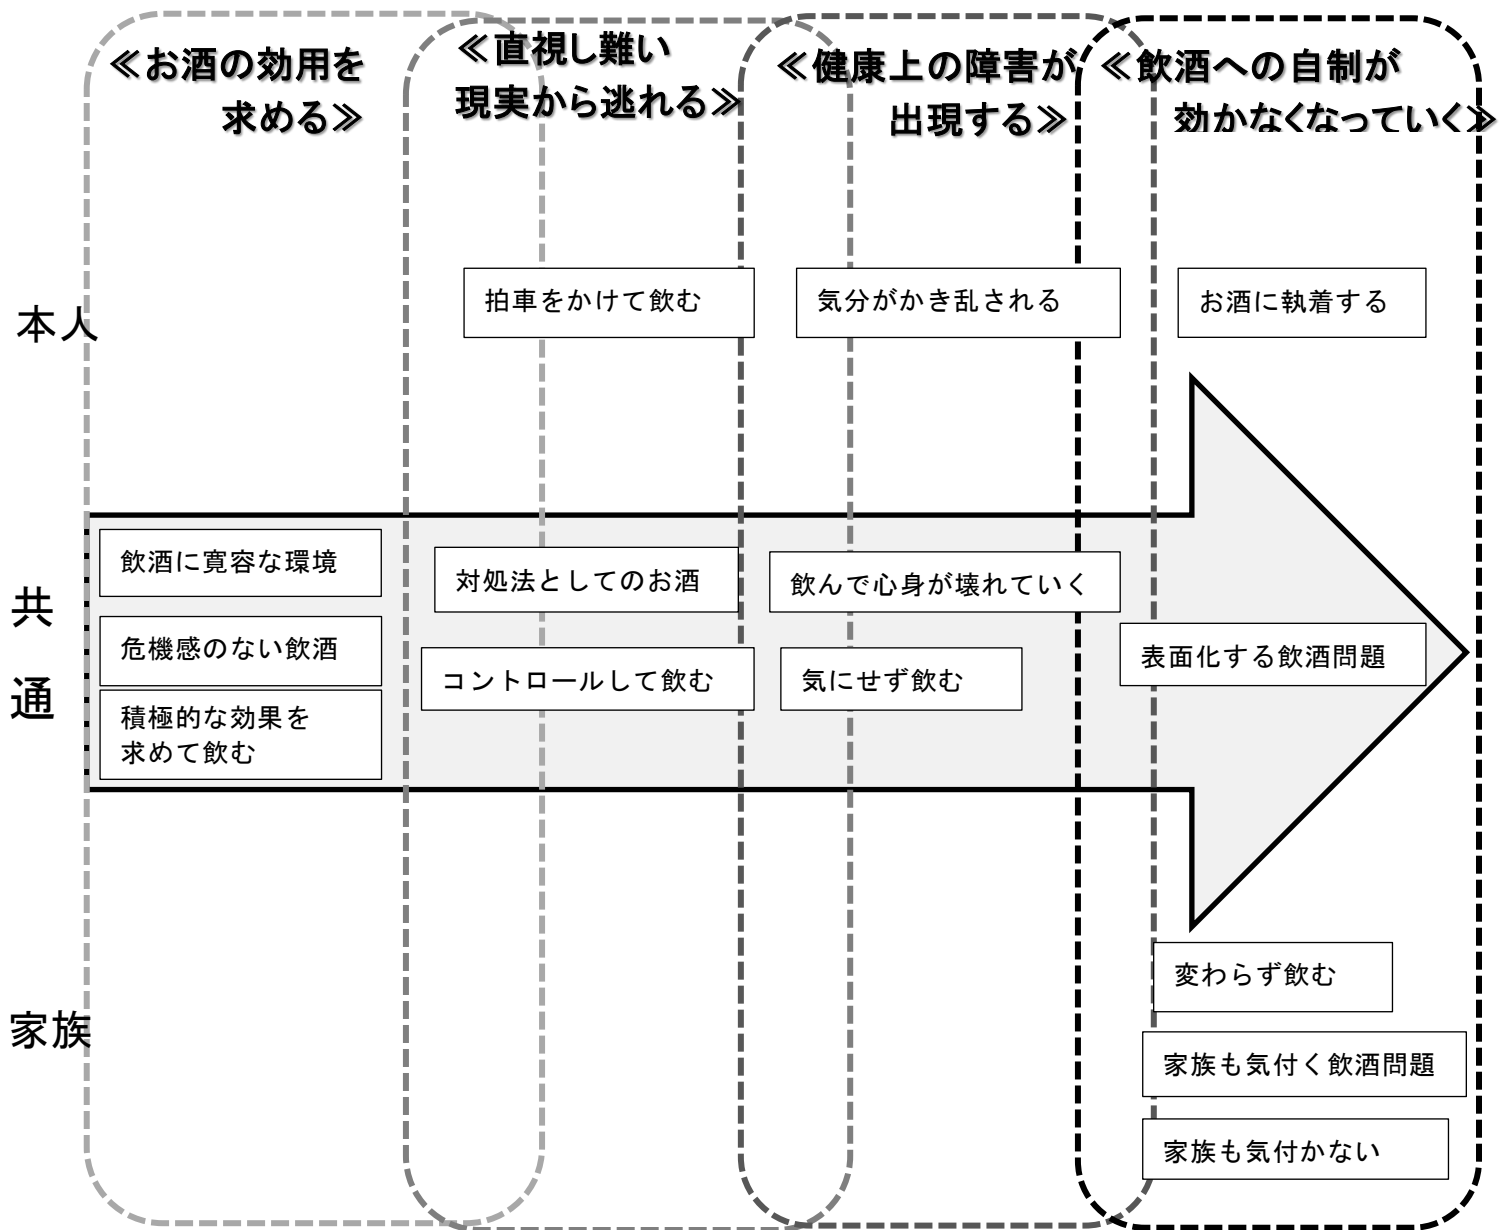 ≪お酒の効用を
求める≫
≪直視し難い
現実から逃れる≫
≪健康上の障害が
出現する≫
≪飲酒への自制が
効かなくなっていく≫
本人
拍車をかけて飲む
気分がかき乱される
お酒に執着する
共
通
飲酒に寛容な環境
危機感のない飲酒
積極的な効果を
求めて飲む
対処法としてのお酒
コントロールして飲む
飲んで心身が壊れていく
気にせず飲む
表面化する飲酒問題
家族
変わらず飲む
家族も気付く飲酒問題
家族も気付かない